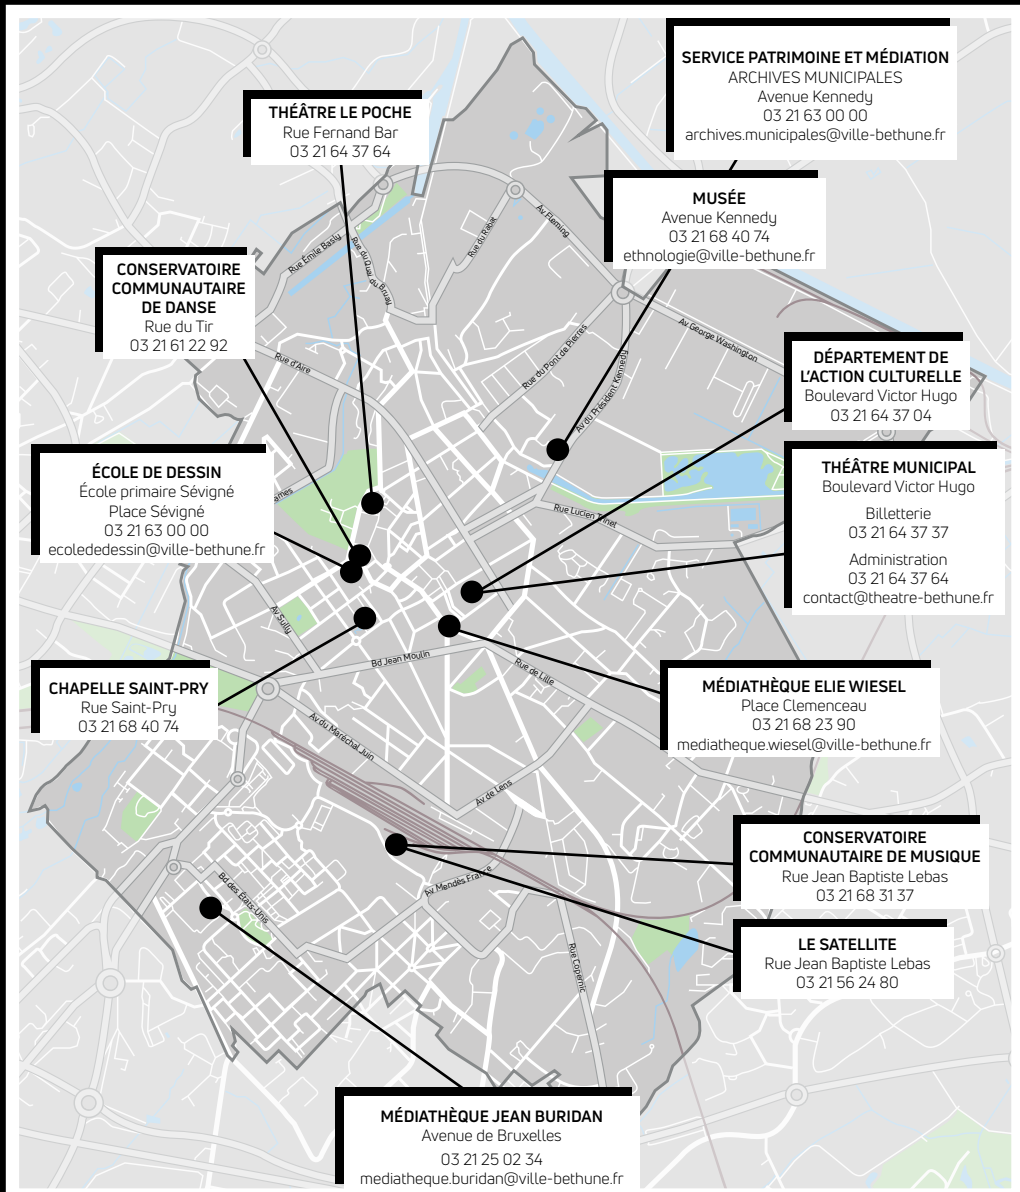 SERVICE PATRIMOINE ET MÉDIATION
ARCHIVES MUNICIPALES
Avenue Kennedy
03 21 63 00 00
archives.municipales@ville-bethune.fr
THÉÂTRE LE POCHE
Rue Fernand Bar
03 21 64 37 64
MUSÉE
Avenue Kennedy
03 21 68 40 74
ethnologie@ville-bethune.fr
CONSERVATOIRE
COMMUNAUTAIRE
DE DANSE
Rue du Tir
03 21 61 22 92
DÉPARTEMENT DE
L'ACTION CULTURELLE
Boulevard Victor Hugo
03 21 64 37 04
ÉCOLE DE DESSIN
École primaire Sévigné
Place Sévigné
03 21 63 00 00
ecolededessin@ville-bethune.fr
THÉÂTRE MUNICIPAL
Boulevard Victor Hugo
Billetterie
03 21 64 37 37
Administration
03 21 64 37 64
contact@theatre-bethune.fr
CHAPELLE SAINT-PRY
Rue Saint-Pry
03 21 68 40 74
MÉDIATHÈQUE ELIE WIESEL
Place Clemenceau
03 21 68 23 90
mediatheque.wiesel@ville-bethune.fr
CONSERVATOIRE
COMMUNAUTAIRE DE MUSIQUE
Rue Jean Baptiste Lebas
03 21 68 31 37
LE SATELLITE
Rue Jean Baptiste Lebas
03 21 56 24 80
MÉDIATHÈQUE JEAN BURIDAN
Avenue de Bruxelles
03 21 25 02 34
mediatheque.buridan@ville-bethune.fr
Rue Émile Basly
Rue du Quai du Bruay
Rue du Rabat
Av Fleming
Av George Washington
Rue du Pont de Pierres
Av du Président Kennedy
Rue d'Aire
ames
Rue Lucien Trinet
Av Sully
Bd Jean Moulin
Rue de Lille
Av du Maréchal Juin
Av de Lens
Av Mendès France
Bd des États-Unis
Rue Copernic